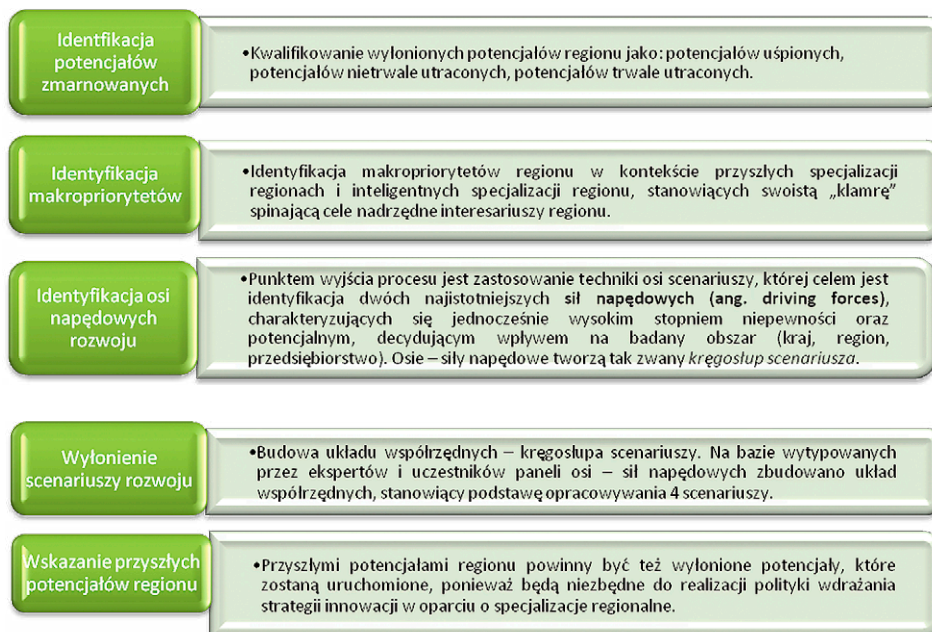 Identfikacja
potencjałów
zmarnowanych
•Kwalifikowanie wyłonionych potencjałów regionu jako: potencjałów uśpionych,
potencjałów nietrwale utraconych, potencjałów trwale utraconych.
Identyfikacja
makropriorytetów
•Identyfikacja makropriorytetów regionu w kontekście przyszłych specjalizacji
regionach i inteligentnych specjalizacji regionu, stanowiących swoistą „klamrę”
spinającą cele nadrzędne interesariuszy regionu.
Identyfikacja osi
napędowych
rozwoju
•Punktem wyjścia procesu jest zastosowanie techniki osi scenariuszy, której celem jest
identyfikacja dwóch najistotniejszych sił napędowych (ang. driving forces),
charakteryzujących się jednocześnie wysokim stopniem niepewności oraz
potencjalnym, decydującym wpływem na badany obszar (kraj, region,
przedsiębiorstwo). Osie – siły napędowe tworzą tak zwany kręgosłup scenariusza.
Wyłonienie
scenariuszy rozwoju
•Budowa układu współrzędnych – kręgosłupa scenariuszy. Na bazie wytypowanych
przez ekspertów i uczestników paneli osi – sił napędowych zbudowano układ
współrzędnych, stanowiący podstawę opracowywania 4 scenariuszy.
Wskazanie przyszłych
potencjałów regionu
•Przyszłymi potencjałami regionu powinny być też wyłonione potencjały, które
zostaną uruchomione, ponieważ będą niezbędne do realizacji polityki wdrażania
strategii innowacji w oparciu o specjalizacje regionalne.